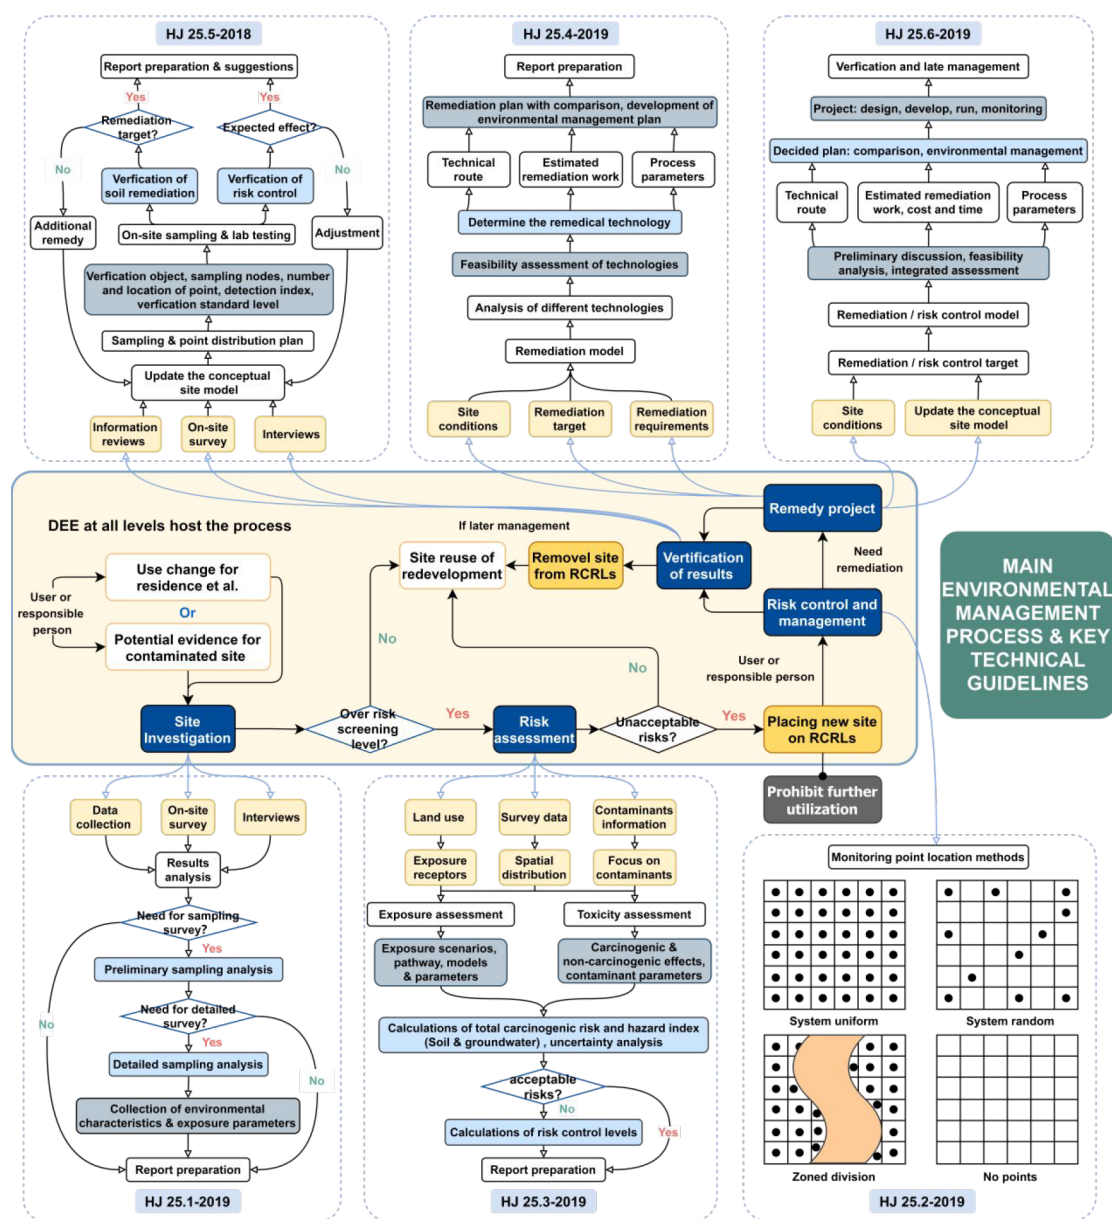 HJ 25.5-2018
Report preparation & suggestions
Yes
Yes
Remediation
target?
Expected effect?
No
No
Verfication of
soil remediation
Verfication of
risk control
Additional
remedy
On-site sampling & lab testing
Adjustment
Verfication object, sampling nodes, number
and location of point, detection index,
verfication standard level
Sampling & point distribution plan
Update the conceptual
site model
Information
reviews
On-site
survey
Interviews
HJ 25.4-2019
Report preparation
Remediation plan with comparison, development of
environmental management plan
Technical
route
Estimated
remediation work
Process
parameters
Determine the remedical technology
Feasibility assessment of technologies
Analysis of different technologies
Remediation model
Site
conditions
Remediation
target
Remediation
requirements
HJ 25.6-2019
Verfication and late management
Project: design, develop, run, monitoring
Decided plan: comparison, environmental management
Technical
route
Estimated remediation
work, cost and time
Process
parameters
Preliminary discussion, feasibility
analysis, integrated assessment
Remediation / risk control model
Remediation / risk control target
Site
conditions
Update the conceptual
site model
DEE at all levels host the process
User or
responsible
person
Use change for
residence et al.
Or
Potential evidence for
contaminated site
Site
Investigation
Over risk
screening
level?
No
Yes
Risk
assessment
Unacceptable
risks?
No
Yes
Placing new site
on RCRLs
Prohibit further
utilization
User or
responsible person
Risk control and
management
Need
remediation
Remedy project
Vertification
of results
Removel site
from RCRLs
If later management
Site reuse of
redevelopment
MAIN
ENVIRONMENTAL
MANAGEMENT
PROCESS & KEY
TECHNICAL
GUIDELINES
Data
collection
On-site
survey
Interviews
Results
analysis
Need for sampling
survey?
Yes
Preliminary sampling analysis
No
Need for detailed
survey?
Yes
Detailed sampling analysis
No
Collection of environmental
characteristics & exposure parameters
Report preparation
HJ 25.1-2019
Land use
Survey data
Contaminants
information
Exposure
receptors
Spatial
distribution
Focus on
contaminants
Exposure assessment
Toxicity assessment
Exposure scenarios,
pathway, models
& parameters
Carcinogenic &
non-carcinogenic effects,
contaminant parameters
Calculations of total carcinogenic risk and hazard index
(Soil & groundwater) , uncertainty analysis
acceptable
risks?
No
Calculations of risk control levels
Yes
Report preparation
HJ 25.3-2019
Monitoring point location methods
System uniform
System random
Zoned division
No points
HJ 25.2-2019